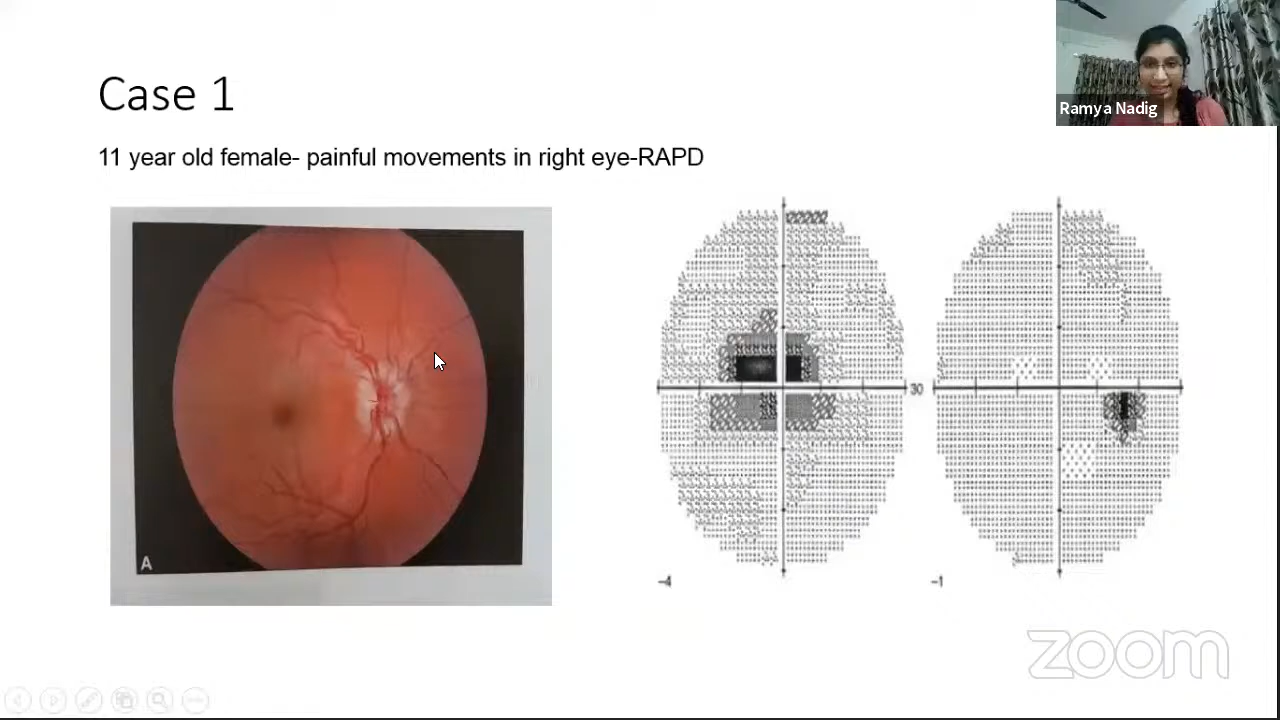 Case 1
Ramya Nadig
11 year old female- painful movements in right eye-RAPD
30
A
-4
-1
zoom